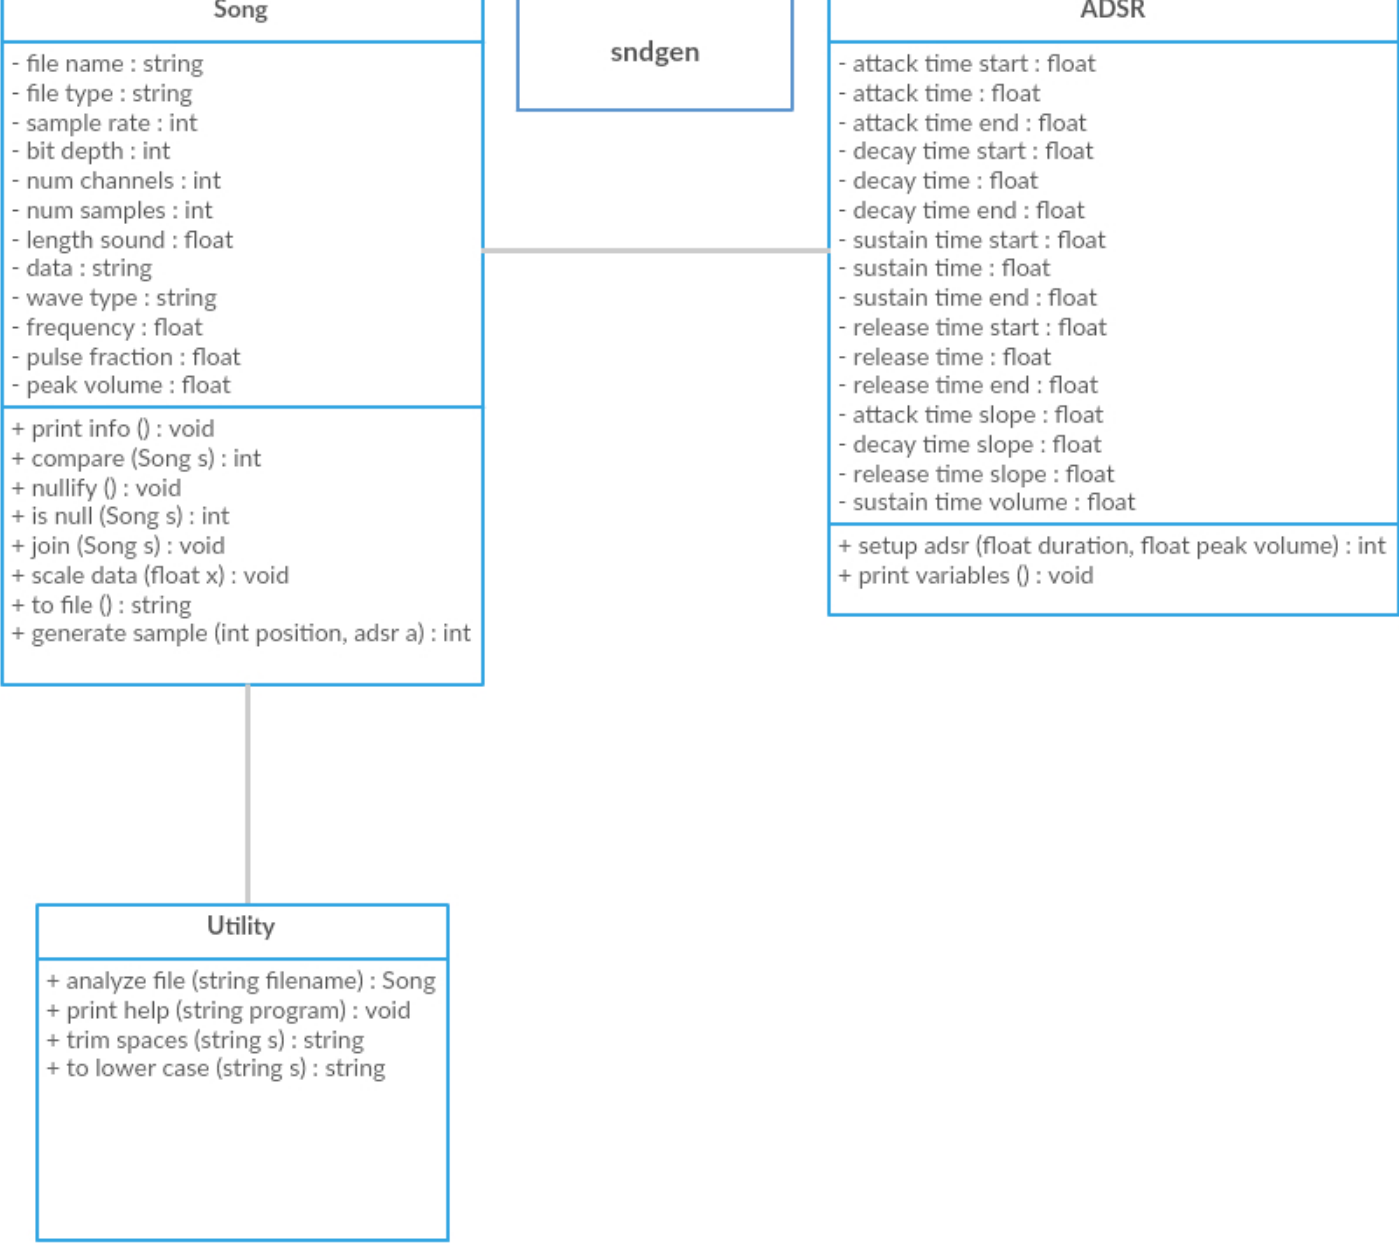 Song
- file name : string
- file type : string
- sample rate : int
- bit depth : int
- num channels : int
- num samples : int
- length sound : float
- data : string
- wave type : string
- frequency : float
- pulse fraction : float
- peak volume : float
+ print info () : void
+ compare (Song s) : int
+ nullify () : void
+ is null (Song s) : int
+ join (Song s) : void
+ scale data (float x) : void
+ to file () : string
+ generate sample (int position, adsr a) : int
sndgen
ADSR
- attack time start : float
- attack time : float
- attack time end : float
- decay time start : float
- decay time : float
- decay time end : float
- sustain time start : float
- sustain time : float
- sustain time end : float
- release time start : float
- release time : float
- release time end : float
- attack time slope : float
- decay time slope : float
- release time slope : float
- sustain time volume : float
+ setup adsr (float duration, float peak volume) : int
+ print variables () : void
Utility
+ analyze file (string filename) : Song
+ print help (string program) : void
+ trim spaces (string s) : string
+ to lower case (string s) : string